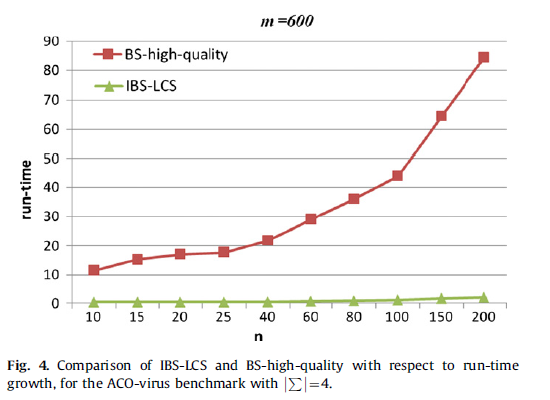 m =600
90
80
70
60
50
40
30
20
10
0
BS-high-quality
IBS-LCS
run-time
10 15 20 25 40 60 80 100 150 200
n
Fig. 4. Comparison of IBS-LCS and BS-high-quality with respect to run-time
growth, for the ACO-virus benchmark with |∑|=4.